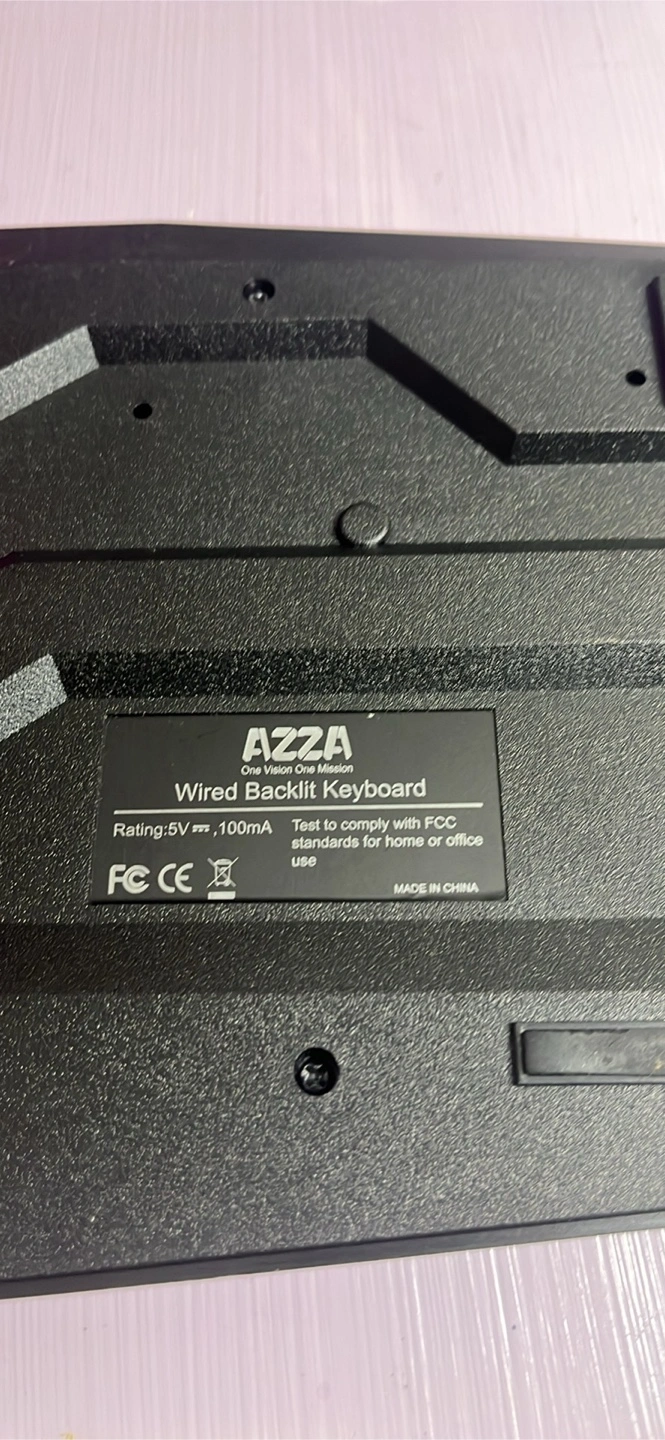 AZZA
One Vision One Mission
Wired Backlit Keyboard
Rating:5V⎓,100mA
Test to comply with FCC
standards for home or office
use
FC CE
MADE IN CHINA